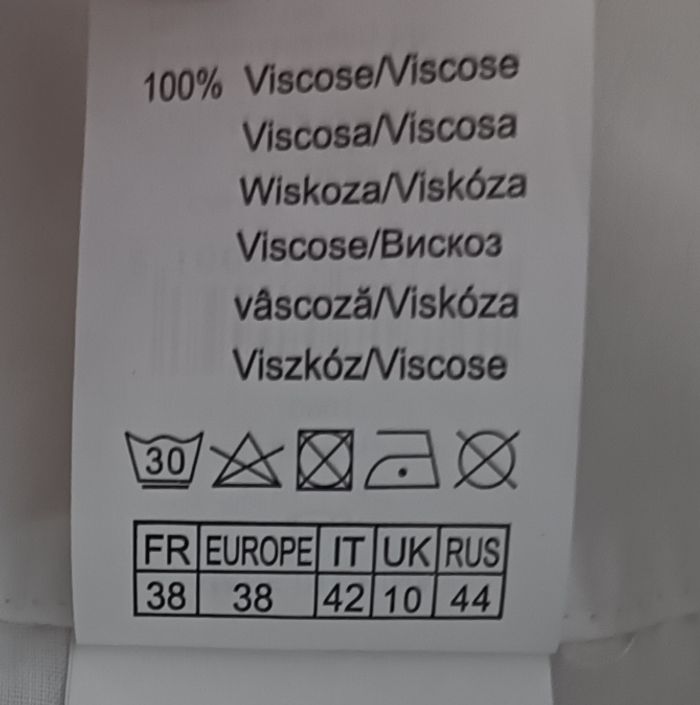 100% Viscose/Viscose
Viscosa/Viscosa
Wiskoza/Viskóza
Viscose/Вискоз
vâscoză/Viskóza
Viszkóz/Viscose
30
FR EUROPE IT UK RUS
38 38 42 10 44